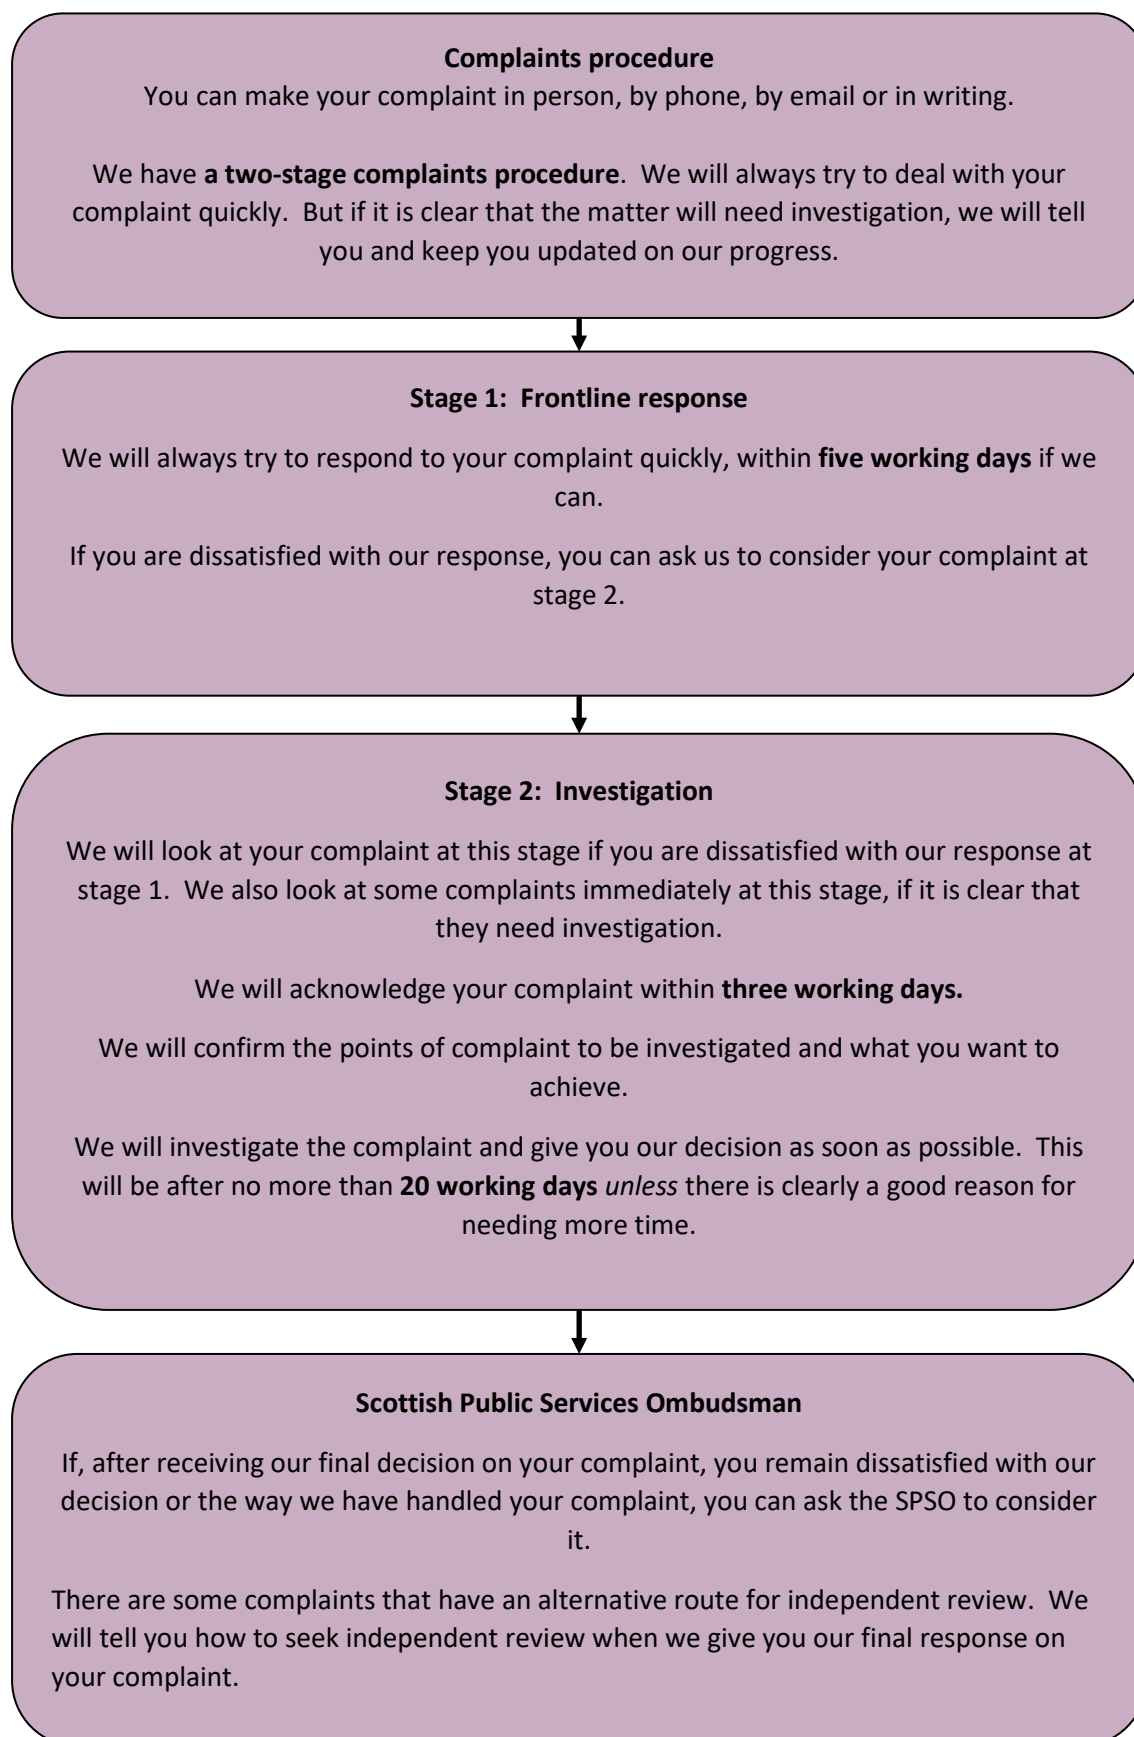 Complaints procedure
You can make your complaint in person, by phone, by email or in writing.
We have a two-stage complaints procedure. We will always try to deal with your
complaint quickly. But if it is clear that the matter will need investigation, we will tell
you and keep you updated on our progress.
Stage 1: Frontline response
We will always try to respond to your complaint quickly, within five working days if we
can.
If you are dissatisfied with our response, you can ask us to consider your complaint at
stage 2.
Stage 2: Investigation
We will look at your complaint at this stage if you are dissatisfied with our response at
stage 1. We also look at some complaints immediately at this stage, if it is clear that
they need investigation.
We will acknowledge your complaint within three working days.
We will confirm the points of complaint to be investigated and what you want to
achieve.
We will investigate the complaint and give you our decision as soon as possible. This
will be after no more than 20 working days unless there is clearly a good reason for
needing more time.
Scottish Public Services Ombudsman
If, after receiving our final decision on your complaint, you remain dissatisfied with our
decision or the way we have handled your complaint, you can ask the SPSO to consider
it.
There are some complaints that have an alternative route for independent review. We
will tell you how to seek independent review when we give you our final response on
your complaint.